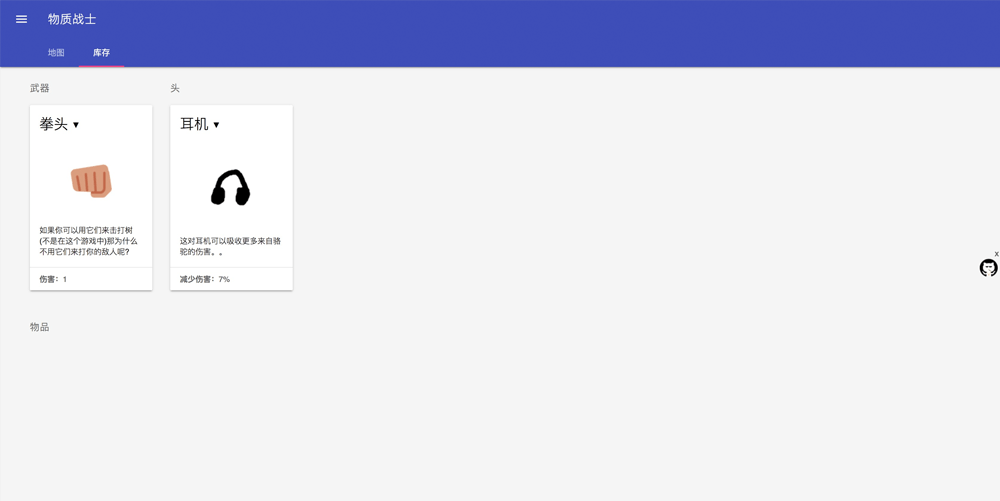 物质战士
地图 库存
武器 头
拳头 ▼
如果你可以用它们来击打树
(不是在这个游戏中)那为什么
不用它们来打你的敌人呢?
伤害：1
耳机 ▼
这对耳机可以吸收更多来自骆
驼的伤害。。
减少伤害：7%
x
物品